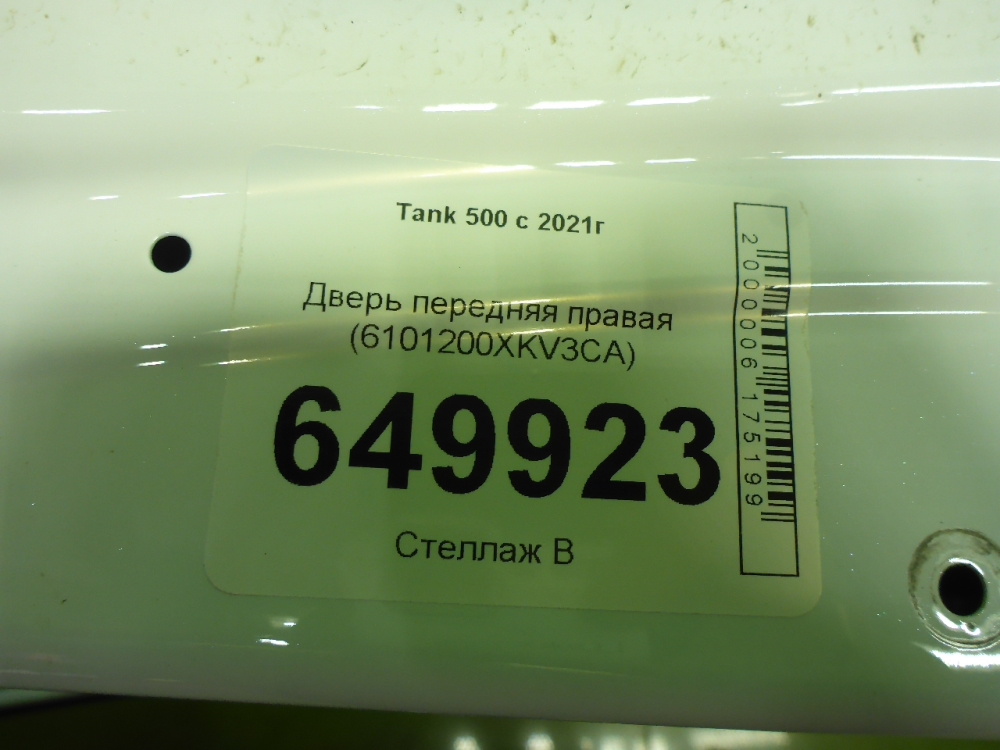 Tank 500 с 2021г
Дверь передняя правая
(6101200XKV3CA)
649923
Стеллаж В
2000006175199